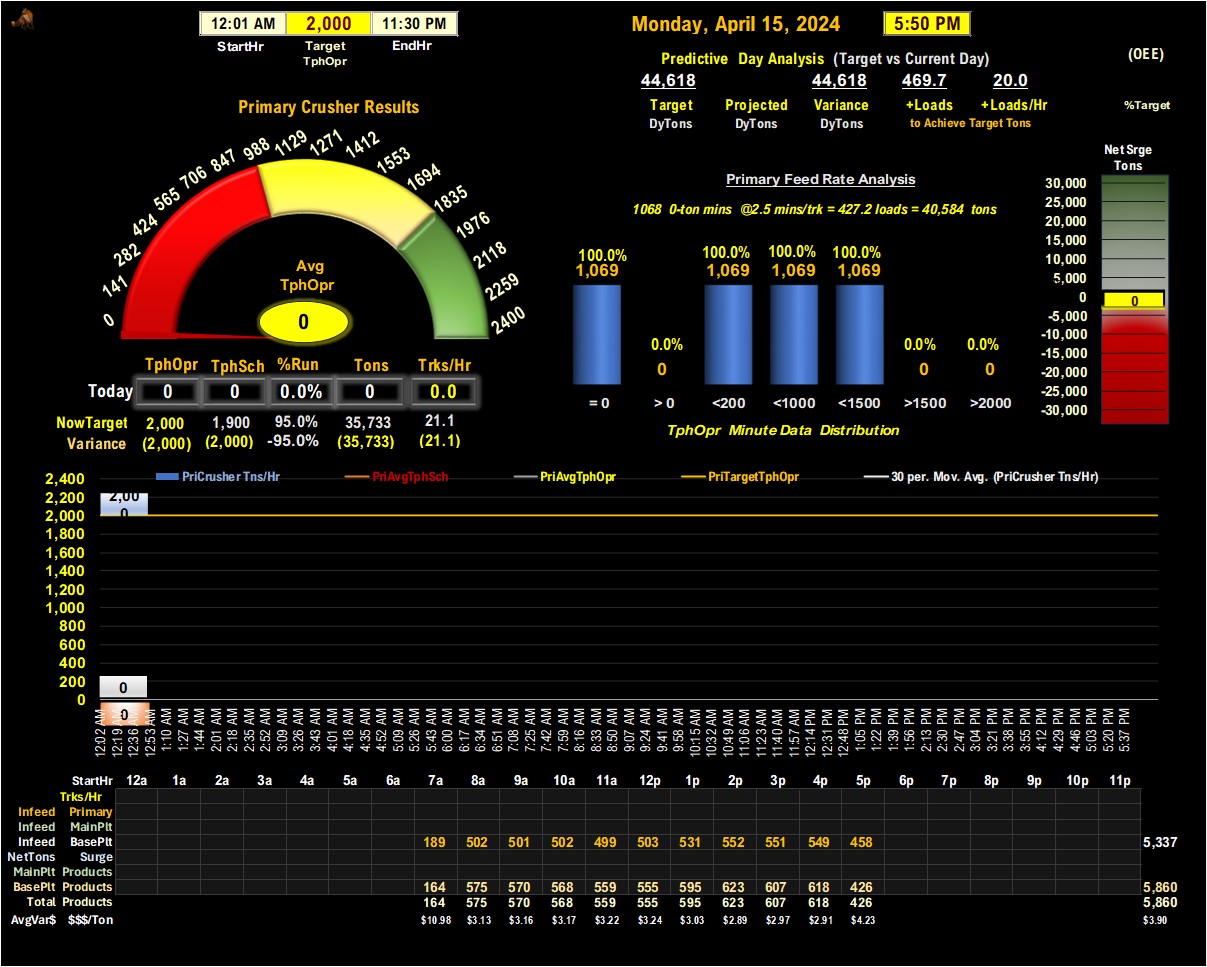 12:01 AM 2,000 11:30 PM
StartHr Target EndHr
TphOpr
Monday, April 15, 2024 5:50 PM
Predictive Day Analysis (Target vs Current Day)
(OEE)
44,618 44,618 469.7 20.0
Target Projected Variance +Loads +Loads/Hr
%Target
DyTons DyTons DyTons to Achieve Target Tons
Primary Crusher Results
0 141 282 424 565 706 847 988 1129 1271 1412 1553 1694 1835 1976 2118 2259 2400
Avg
TphOpr
0
TphOpr TphSch %Run Tons Trks/Hr
Today 0 0 0.0% 0 0.0
NowTarget 2,000 1,900 95.0% 35,733 21.1
Variance (2,000) (2,000) -95.0% (35,733) (21.1)
Primary Feed Rate Analysis
1068 0-ton mins @2.5 mins/trk = 427.2 loads = 40,584 tons
100.0% 100.0% 100.0% 100.0%
1,069 1,069 1,069 1,069
0.0% 0.0% 0.0%
0 0 0
= 0 > 0 <200 <1000 <1500 >1500 >2000
TphOpr Minute Data Distribution
Net Srge
Tons
30,000
25,000
20,000
15,000
10,000
5,000
0 0
-5,000
-10,000
-15,000
-20,000
-25,000
-30,000
PriCrusher Tns/Hr PriAvgTphSch PriAvgTphOpr PriTargetTphOpr 30 per. Mov. Avg. (PriCrusher Tns/Hr)
2,400
2,200
2,000
1,800
1,600
1,400
1,200
1,000
800
600
400
200
0
2,00
0
0
0
12:02 AM 12:19 AM 12:36 AM 12:53 AM 1:10 AM 1:27 AM 1:44 AM 2:01 AM 2:18 AM 2:35 AM 2:52 AM 3:09 AM 3:26 AM 3:43 AM 4:01 AM 4:18 AM 4:35 AM 4:52 AM 5:09 AM 5:26 AM 5:43 AM 6:00 AM 6:17 AM 6:34 AM 6:51 AM 7:08 AM 7:25 AM 7:42 AM 7:59 AM 8:16 AM 8:33 AM 8:50 AM 9:07 AM 9:24 AM 9:41 AM 9:58 AM 10:15 AM 10:32 AM 10:49 AM 11:06 AM 11:23 AM 11:40 AM 11:57 AM 12:14 PM 12:31 PM 12:48 PM 1:05 PM 1:22 PM 1:39 PM 1:56 PM 2:13 PM 2:30 PM 2:47 PM 3:04 PM 3:21 PM 3:38 PM 3:55 PM 4:12 PM 4:29 PM 4:46 PM 5:03 PM 5:20 PM 5:37 PM
StartHr 12a 1a 2a 3a 4a 5a 6a 7a 8a 9a 10a 11a 12p 1p 2p 3p 4p 5p 6p 7p 8p 9p 10p 11p
Trks/Hr
Infeed Primary
Infeed MainPlt
Infeed BasePlt 189 502 501 502 499 503 531 552 551 549 458 5,337
NetTons Surge
MainPlt Products
BasePlt Products 164 575 570 568 559 555 595 623 607 618 426 5,860
Total Products 164 575 570 568 559 555 595 623 607 618 426 5,860
AvgVar$ $$$/Ton $10.98 $3.13 $3.16 $3.17 $3.22 $3.24 $3.03 $2.89 $2.97 $2.91 $4.23 $3.90